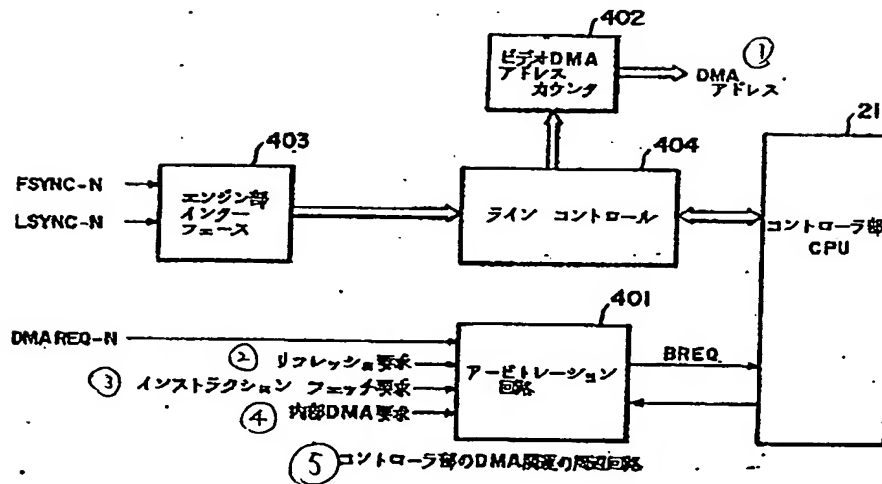 402
ビデオDMA
アドレス
カウンタ
①
DMA
アドレス
21
403
404
FSYNC-N
LSYNC-N
エンジン部
インター
フェース
ライン コントロール
コントローラ部
CPU
401
DMAREQ-N
② リフレッシュ要求
③ インストラクション フェッチ要求
④ 内部DMA要求
アービトレーション
回路
BREQ
⑤ コントローラ部のDMA関連の周辺回路